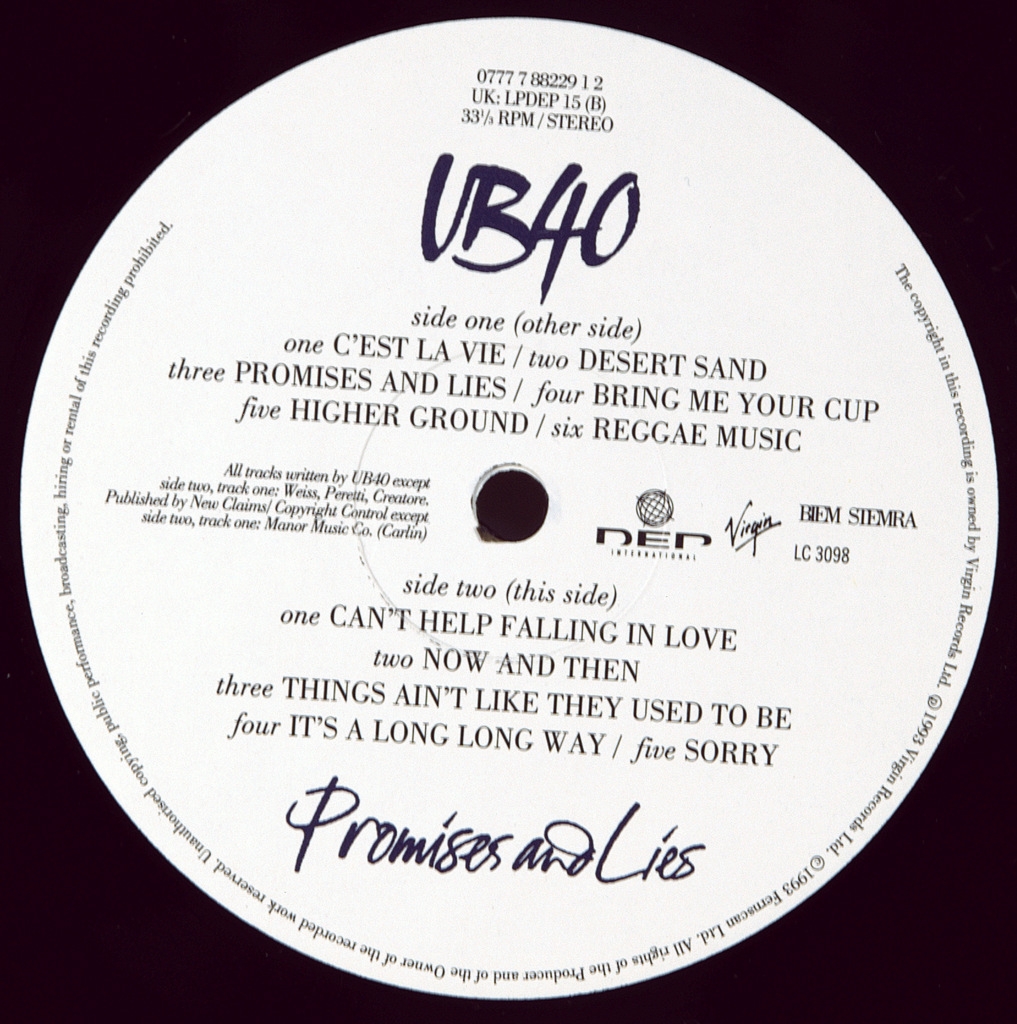 0777 7 88229 1 2
UK: LPDEP 15 (B)
33⅓ RPM / STEREO
UB40
side one (other side)
one C'EST LA VIE / two DESERT SAND
three PROMISES AND LIES / four BRING ME YOUR CUP
five HIGHER GROUND / six REGGAE MUSIC
All tracks written by UB40 except
side two, track one: Weiss, Peretti, Creatore.
Published by New Claims/ Copyright Control except
side two, track one: Manor Music Co. (Carlin)
DEP
INTERNATIONAL
Virgin
BIEM SIEMRA
LC 3098
side two (this side)
one CAN'T HELP FALLING IN LOVE
two NOW AND THEN
three THINGS AIN'T LIKE THEY USED TO BE
four IT'S A LONG LONG WAY / five SORRY
Promises and Lies
The copyright in this recording is owned by Virgin Records Ltd. ℗1993 Virgin Records Ltd. ©1993 Fernscan Ltd. All rights of the Producer and of the Owner of the recorded work reserved. Unauthorised copying, public performance, broadcasting, hiring or rental of this recording prohibited.